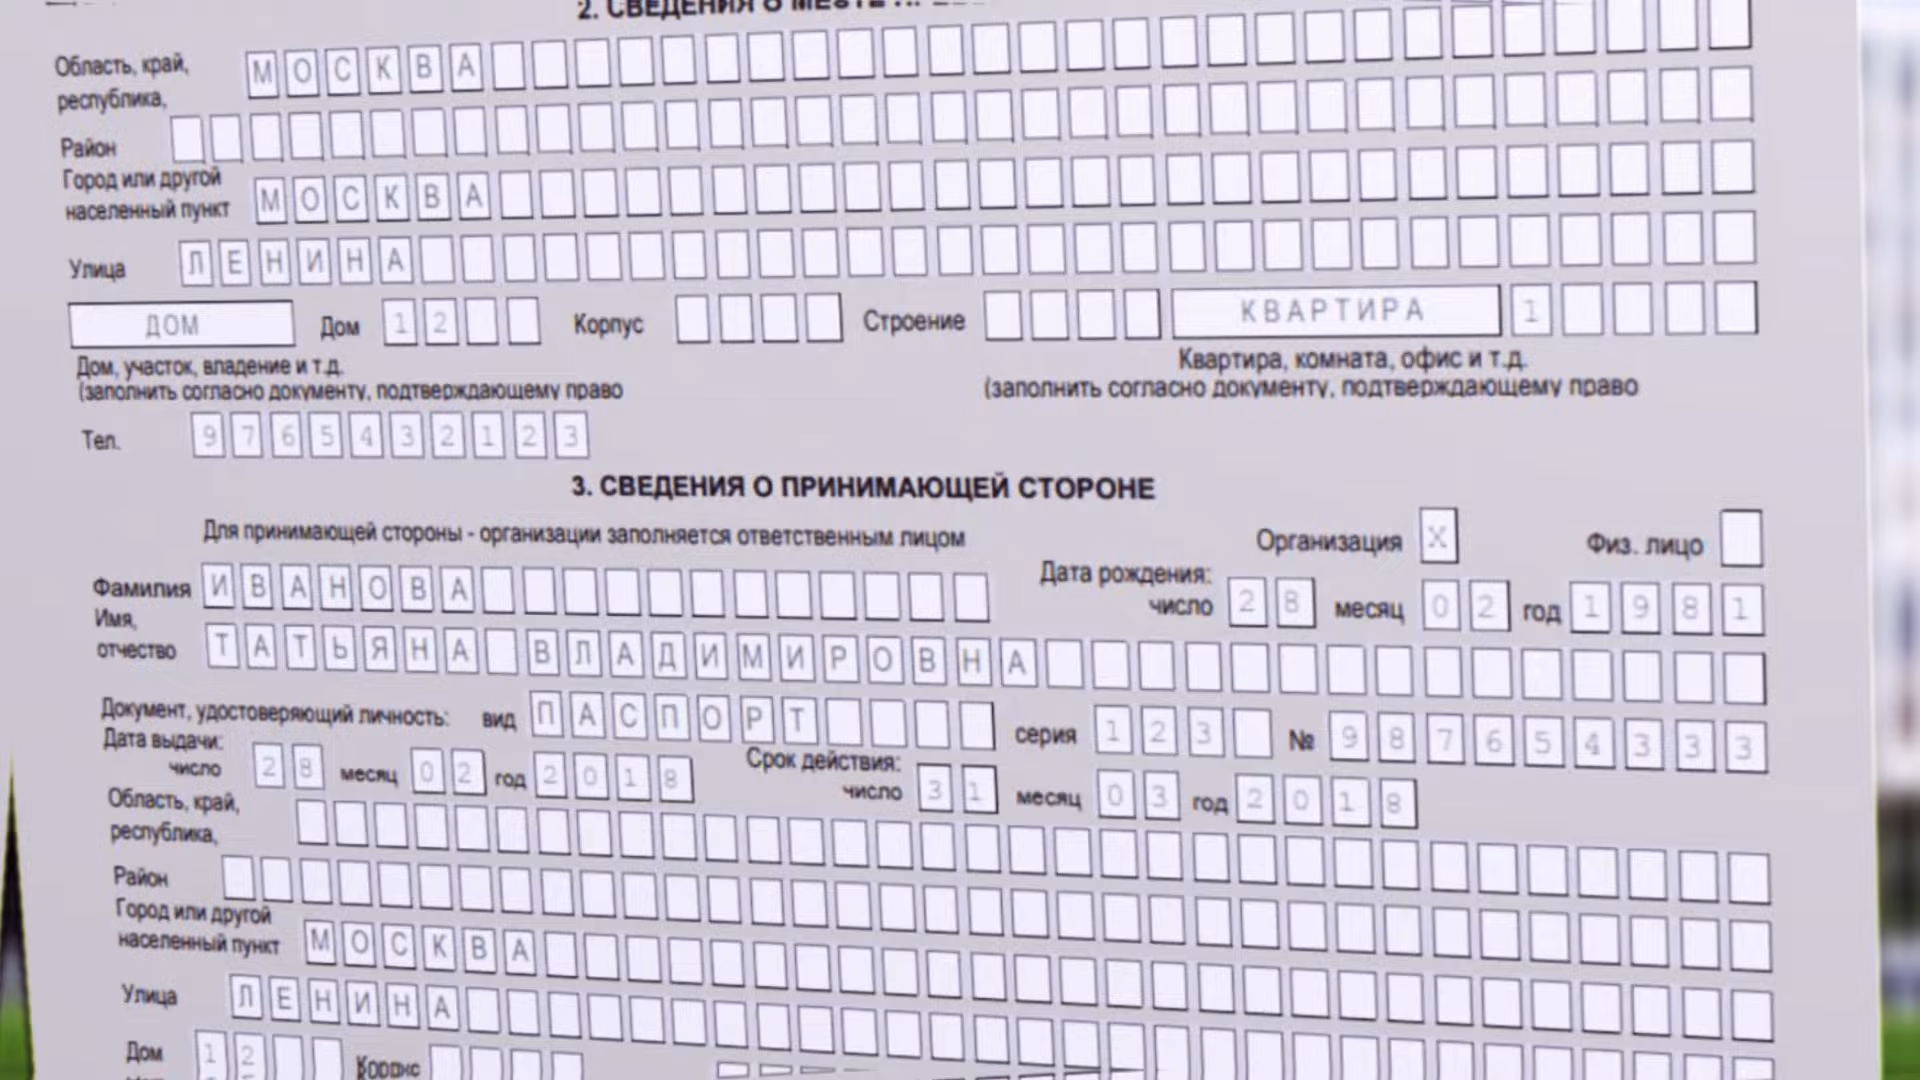 2. СВЕДЕНИЯ О МЕСТЕ
Область, край,
республика,
МОСКВА
Район
Город или другой
населенный пункт
МОСКВА
Улица ЛЕНИНА
ДОМ Дом 12 Корпус Строение КВАРТИРА 1
Дом, участок, владение и т.д. Квартира, комната, офис и т.д.
(заполнить согласно документу, подтверждающему право (заполнить согласно документу, подтверждающему право
Тел. 9765432123
3. СВЕДЕНИЯ О ПРИНИМАЮЩЕЙ СТОРОНЕ
Для принимающей стороны - организации заполняется ответственным лицом Организация X Физ. лицо
Фамилия ИВАНОВА Дата рождения:
число 28 месяц 02 год 1981
Имя,
отчество ТАТЬЯНА ВЛАДИМИРОВНА
Документ, удостоверяющий личность: вид ПАСПОРТ серия 123 № 987654333
Дата выдачи:
число 28 месяц 02 год 2018 Срок действия:
число 31 месяц 03 год 2018
Область, край,
республика,
Район
Город или другой
населенный пункт МОСКВА
Улица ЛЕНИНА
Дом 12 Корпус